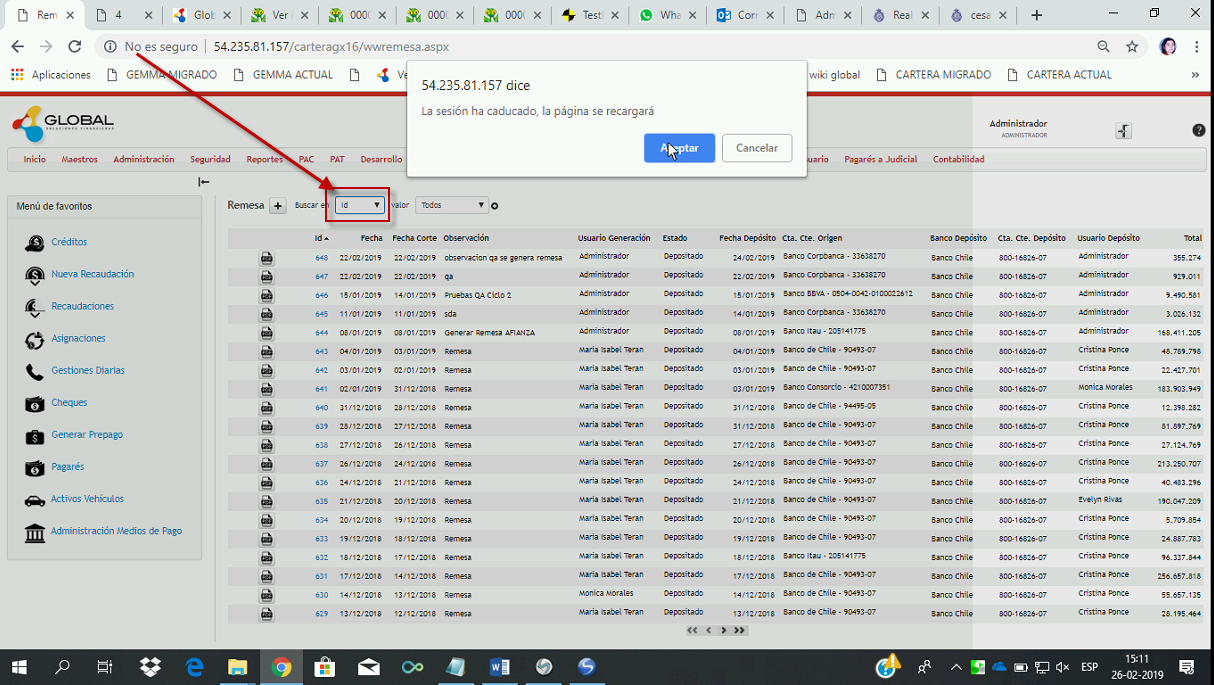 Rem
4
Glob
Ver i
000(
000(
000(
Test
Wha
Corr
Adm
Real
cesa
No es seguro | 54.235.81.157/carteragx16/wwremesa.aspx
Aplicaciones GEMMA MIGRADO GEMMA ACTUAL Ve wiki global CARTERA MIGRADO CARTERA ACTUAL »
54.235.81.157 dice
La sesión ha caducado, la página se recargará
Aceptar Cancelar
GLOBAL
SOLUCIONES FINANCIERAS
Administrador
ADMINISTRADOR
Inicio Maestros Administración Seguridad Reportes PAC PAT Desarrollo uario Pagarés a Judicial Contabilidad
Menú de favoritos
Créditos
Nueva Recaudación
Recaudaciones
Asignaciones
Gestiones Diarias
Cheques
Generar Prepago
Pagarés
Activos Vehículos
Administración Medios de Pago
Remesa + Buscar en Id valor Todos
Id Fecha Fecha Corte Observación Usuario Generación Estado Fecha Depósito Cta. Cte. Origen Banco Depósito Cta. Cte. Depósito Usuario Depósito Total
648 22/02/2019 22/02/2019 observacion qa se genera remesa Administrador Depositado 24/02/2019 Banco Corpbanca - 33638270 Banco Chile 800-16826-07 Administrador 355.274
647 22/02/2019 22/02/2019 qa Administrador Depositado 22/02/2019 Banco Corpbanca - 33638270 Banco Chile 800-16826-07 Administrador 929.011
646 15/01/2019 14/01/2019 Pruebas QA Ciclo 2 Administrador Depositado 15/01/2019 Banco BBVA - 0504-0042-0100022612 Banco Chile 800-16826-07 Administrador 9.490.581
645 11/01/2019 11/01/2019 sda Administrador Depositado 14/01/2019 Banco Corpbanca - 33638270 Banco Chile 800-16826-07 Administrador 3.026.132
644 08/01/2019 08/01/2019 Generar Remesa AFIANZA Administrador Depositado 08/01/2019 Banco Itau - 205141775 Banco Chile 800-16826-07 Administrador 168.411.205
643 04/01/2019 03/01/2019 Remesa Maria Isabel Teran Depositado 04/01/2019 Banco de Chile - 90493-07 Banco Chile 800-16826-07 Cristina Ponce 48.789.798
642 03/01/2019 02/01/2019 Remesa Maria Isabel Teran Depositado 03/01/2019 Banco de Chile - 90493-07 Banco Chile 800-16826-07 Cristina Ponce 22.427.701
641 02/01/2019 31/12/2018 Remesa Maria Isabel Teran Depositado 03/01/2019 Banco Consorcio - 4210007351 Banco Chile 800-16826-07 Monica Morales 183.903.949
640 31/12/2018 28/12/2018 Remesa Maria Isabel Teran Depositado 31/12/2018 Banco de Chile - 94495-05 Banco Chile 800-16826-07 Cristina Ponce 12.398.282
639 28/12/2018 27/12/2018 Remesa Maria Isabel Teran Depositado 31/12/2018 Banco de Chile - 90493-07 Banco Chile 800-16826-07 Cristina Ponce 81.897.769
638 27/12/2018 26/12/2018 Remesa Maria Isabel Teran Depositado 27/12/2018 Banco de Chile - 90493-07 Banco Chile 800-16826-07 Cristina Ponce 27.124.769
637 26/12/2018 24/12/2018 Remesa Maria Isabel Teran Depositado 26/12/2018 Banco de Chile - 90493-07 Banco Chile 800-16826-07 Cristina Ponce 213.250.707
636 24/12/2018 21/12/2018 Remesa Maria Isabel Teran Depositado 24/12/2018 Banco de Chile - 90493-07 Banco Chile 800-16826-07 Cristina Ponce 40.483.296
635 21/12/2018 20/12/2018 Remesa Maria Isabel Teran Depositado 21/12/2018 Banco de Chile - 90493-07 Banco Chile 800-16826-07 Evelyn Rivas 190.047.209
634 20/12/2018 19/12/2018 Remesa Maria Isabel Teran Depositado 20/12/2018 Banco de Chile - 90493-07 Banco Chile 800-16826-07 Cristina Ponce 5.709.854
633 19/12/2018 18/12/2018 Remesa Maria Isabel Teran Depositado 19/12/2018 Banco de Chile - 90493-07 Banco Chile 800-16826-07 Cristina Ponce 24.887.783
632 18/12/2018 17/12/2018 Remesa Maria Isabel Teran Depositado 18/12/2018 Banco Itau - 205141775 Banco Chile 800-16826-07 Cristina Ponce 96.337.844
631 17/12/2018 14/12/2018 Remesa Maria Isabel Teran Depositado 17/12/2018 Banco de Chile - 90493-07 Banco Chile 800-16826-07 Cristina Ponce 256.657.818
630 14/12/2018 13/12/2018 Remesa Monica Morales Depositado 14/12/2018 Banco de Chile - 90493-07 Banco Chile 800-16826-07 Cristina Ponce 55.657.135
629 13/12/2018 12/12/2018 Remesa Maria Isabel Teran Depositado 13/12/2018 Banco de Chile - 90493-07 Banco Chile 800-16826-07 Cristina Ponce 28.195.464
ESP
15:11
26-02-2019